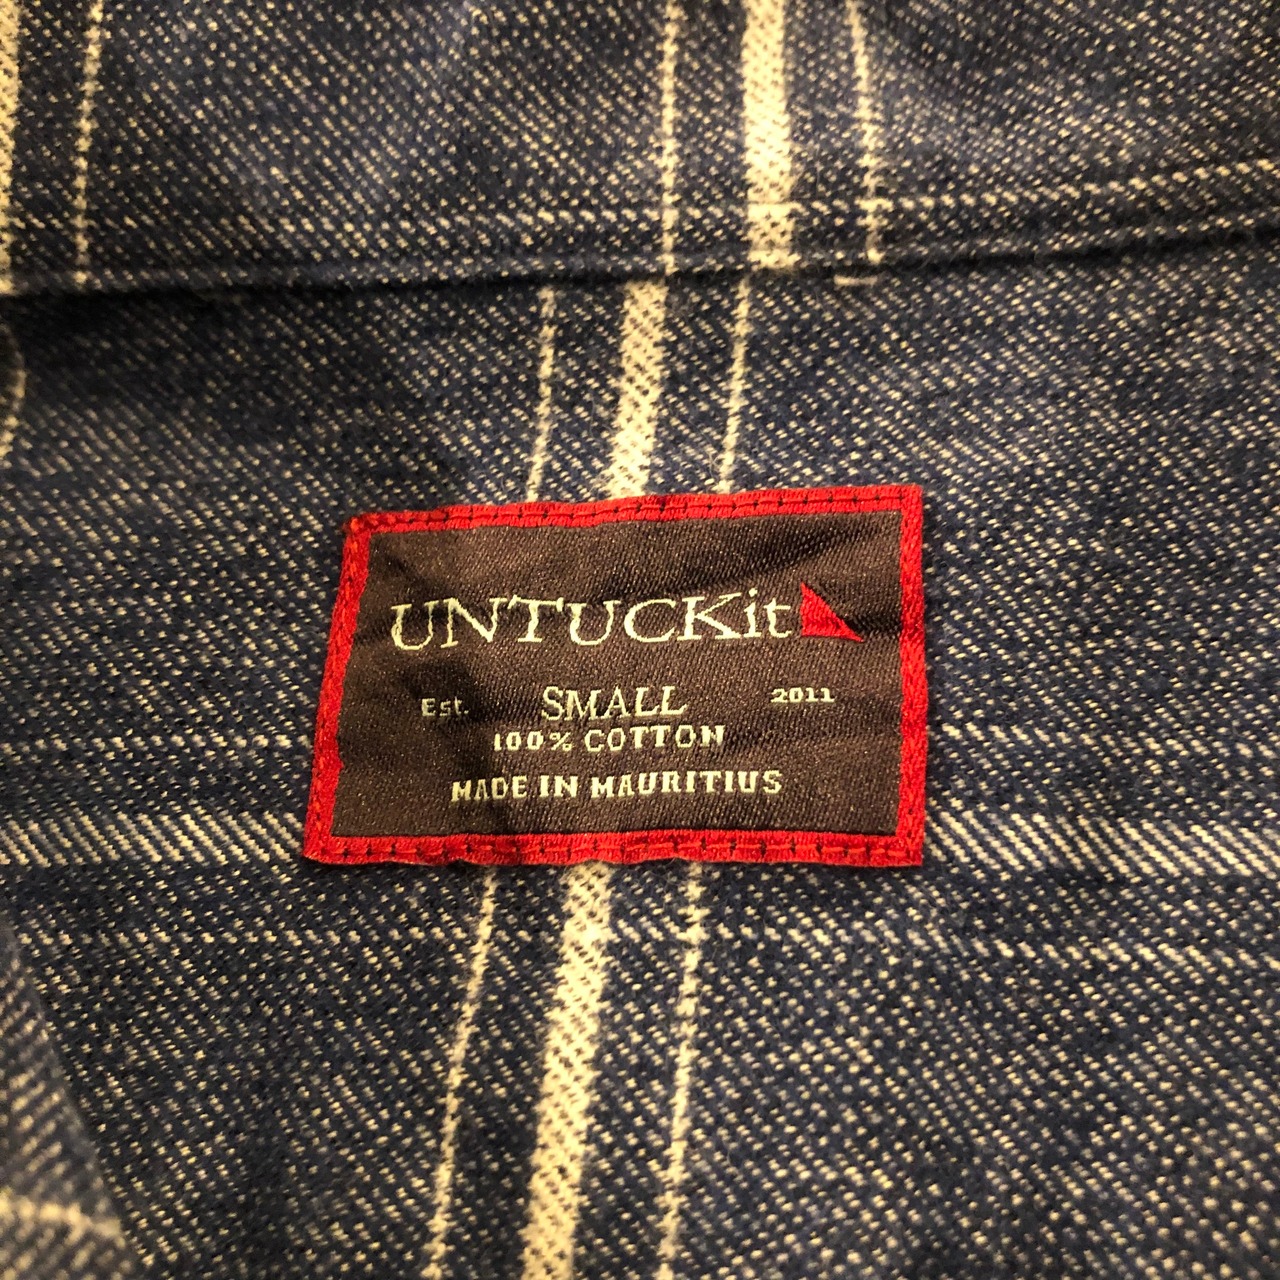 UNTUCKit
Est. SMALL 2011
100% COTTON
MADE IN MAURITIUS